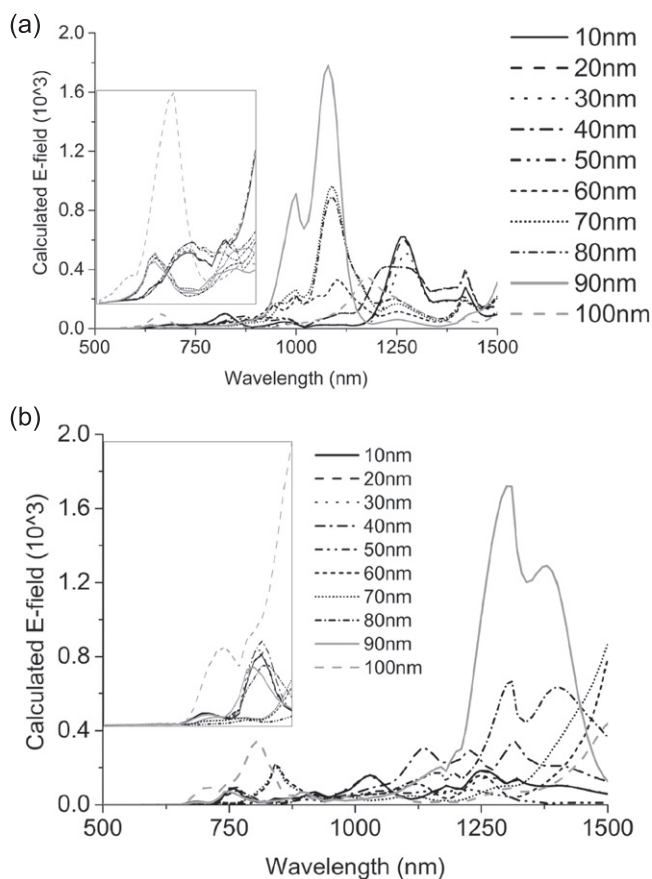 (a)
2.0
1.6
1.2
0.8
0.4
0.0
Calculated E-field (10^3)
500
750
1000
1250
1500
Wavelength (nm)
10nm
20nm
30nm
40nm
50nm
60nm
70nm
80nm
90nm
100nm
(b)
2.0
1.6
1.2
0.8
0.4
0.0
Calculated E-field (10^3)
500
750
1000
1250
1500
Wavelength (nm)
10nm
20nm
30nm
40nm
50nm
60nm
70nm
80nm
90nm
100nm